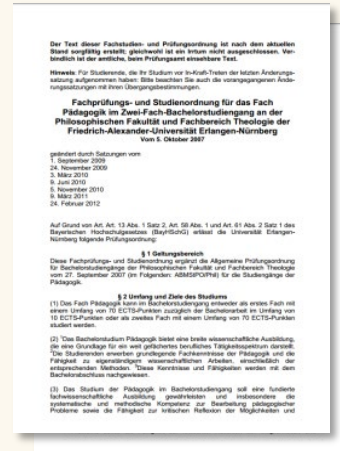 Der Text dieser Fachstudien- und Prüfungsordnung ist nach dem aktuellen
Stand sorgfältig erstellt; gleichwohl ist ein Irrtum nicht ausgeschlossen. Ver-
bindlich ist der amtliche, beim Prüfungsamt einsehbare Text.
Hinweis: Für Studierende, die ihr Studium vor In-Kraft-Treten der letzten Änderungs-
satzung aufgenommen haben: Bitte beachten Sie auch die vorangegangenen Ände-
rungssatzungen mit ihren Übergangsbestimmungen.
Fachprüfungs- und Studienordnung für das Fach
Pädagogik im Zwei-Fach-Bachelorstudiengang an der
Philosophischen Fakultät und Fachbereich Theologie der
Friedrich-Alexander-Universität Erlangen-Nürnberg
Vom 5. Oktober 2007
geändert durch Satzungen vom
1. September 2009
24. November 2009
3. März 2010
9. Juni 2010
5. November 2010
9. März 2011
24. Februar 2012
Auf Grund von Art. Art. 13 Abs. 1 Satz 2, Art. 58 Abs. 1 und Art. 61 Abs. 2 Satz 1 des
Bayerischen Hochschulgesetzes (BayHSchG) erlässt die Universität Erlangen-
Nürnberg folgende Prüfungsordnung:
§ 1 Geltungsbereich
Diese Fachprüfungs- und Studienordnung ergänzt die Allgemeine Prüfungsordnung
für Bachelorstudiengänge der Philosophischen Fakultät und Fachbereich Theologie
vom 27. September 2007 (im Folgenden: ABMStPO/Phil) für die Studiengänge der
Pädagogik.
§ 2 Umfang und Ziele des Studiums
(1) Das Fach Pädagogik kann im Bachelorstudiengang entweder als erstes Fach mit
einem Umfang von 70 ECTS-Punkten zuzüglich der Bachelorarbeit im Umfang von
10 ECTS-Punkten oder als zweites Fach mit einem Umfang von 70 ECTS-Punkten
studiert werden.
(2) ¹Das Bachelorstudium Pädagogik bietet eine breite wissenschaftliche Ausbildung,
die eine Grundlage für ein weit gefächertes berufliches Tätigkeitsspektrum darstellt.
²Die Studierenden erwerben grundlegende Fachkenntnisse der Pädagogik und die
Fähigkeit zu eigenständigem wissenschaftlichen Arbeiten, einschließlich der
entsprechenden Methoden. ³Diese Kenntnisse und Fähigkeiten werden mit dem
Bachelorabschluss nachgewiesen.
(3) Das Studium der Pädagogik im Bachelorstudiengang soll eine fundierte
fachwissenschaftliche Ausbildung gewährleisten und insbesondere die
systematische und methodische Kompetenz zur Bearbeitung pädagogischer
Probleme sowie die Fähigkeit zur kritischen Reflexion der Möglichkeiten und